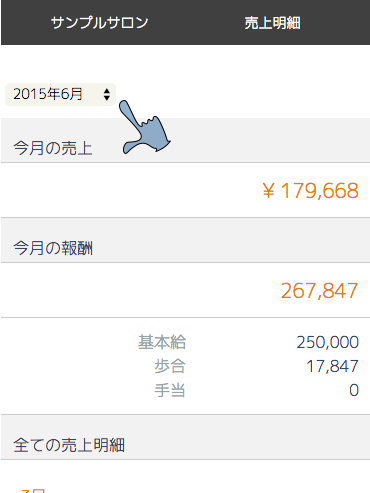 サンプルサロン 売上明細
2015年6月
今月の売上
¥ 179,668
今月の報酬
267,847
基本給 250,000
歩合 17,847
手当 0
全ての売上明細